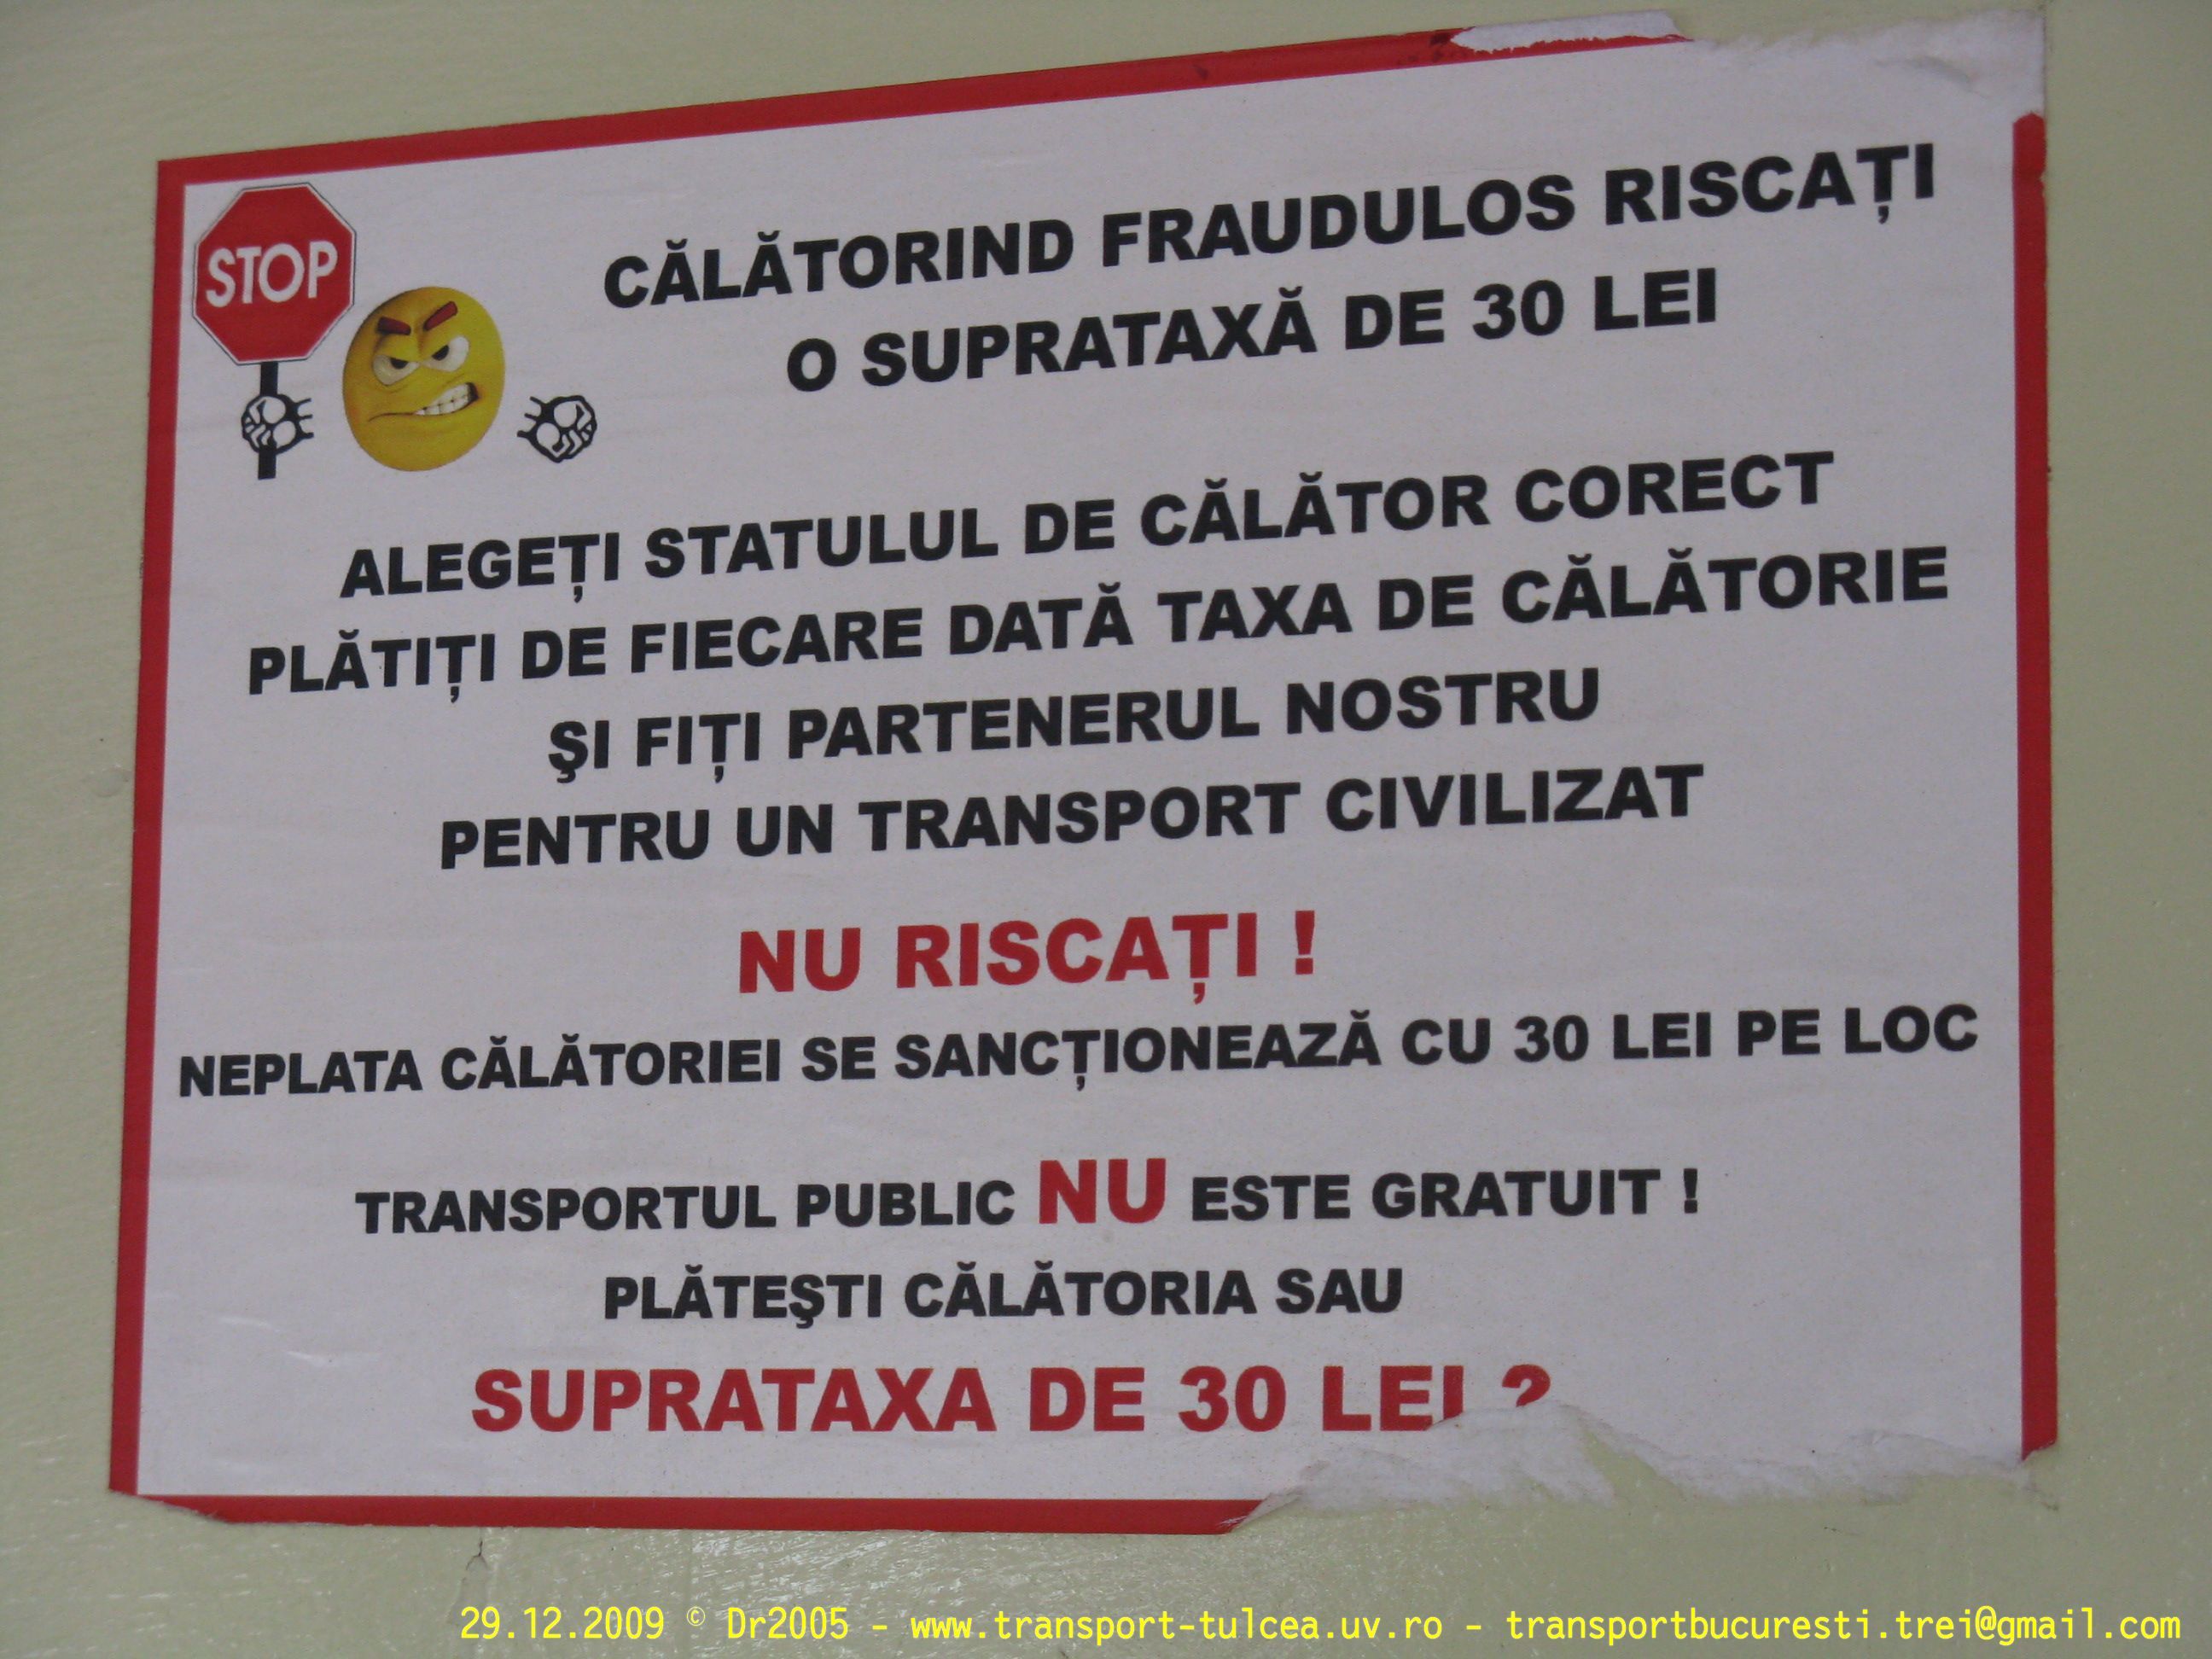 STOP
CĂLĂTORIND FRAUDULOS RISCAȚI
O SUPRATAXĂ DE 30 LEI
ALEGEȚI STATULUL DE CĂLĂTOR CORECT
PLĂTIȚI DE FIECARE DATĂ TAXA DE CĂLĂTORIE
ŞI FIȚI PARTENERUL NOSTRU
PENTRU UN TRANSPORT CIVILIZAT
NU RISCAȚI !
NEPLATA CĂLĂTORIEI SE SANCȚIONEAZĂ CU 30 LEI PE LOC
TRANSPORTUL PUBLIC NU ESTE GRATUIT !
PLĂTEŞTI CĂLĂTORIA SAU
SUPRATAXA DE 30 LEI ?
29.12.2009 © Dr2005 - www.transport-tulcea.uv.ro - transportbucuresti.trei@gmail.com